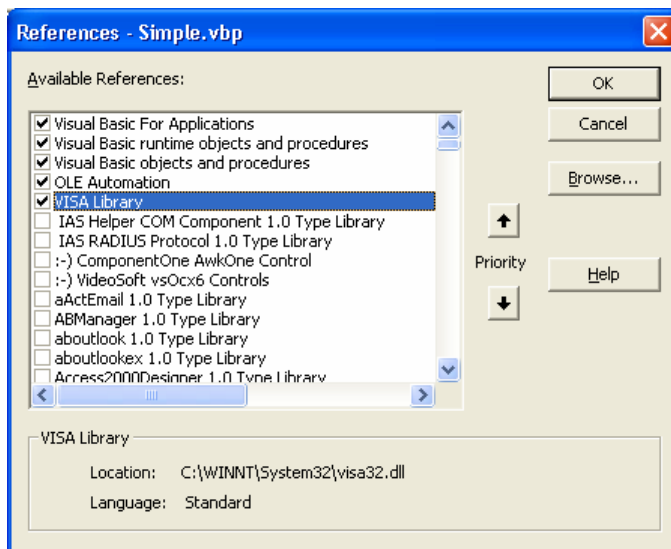 References - Simple.vbp
Available References:
OK
Visual Basic For Applications
Cancel
Visual Basic runtime objects and procedures
Visual Basic objects and procedures
OLE Automation
Browse...
VISA Library
IAS Helper COM Component 1.0 Type Library
IAS RADIUS Protocol 1.0 Type Library
:-) ComponentOne AwkOne Control
Priority
:-) VideoSoft vsOcx6 Controls
Help
aActEmail 1.0 Type Library
ABManager 1.0 Type Library
aboutlook 1.0 Type Library
aboutlookex 1.0 Type Library
Access2000Designer 1.0 Type Library
VISA Library
Location: C:\WINNT\System32\visa32.dll
Language: Standard